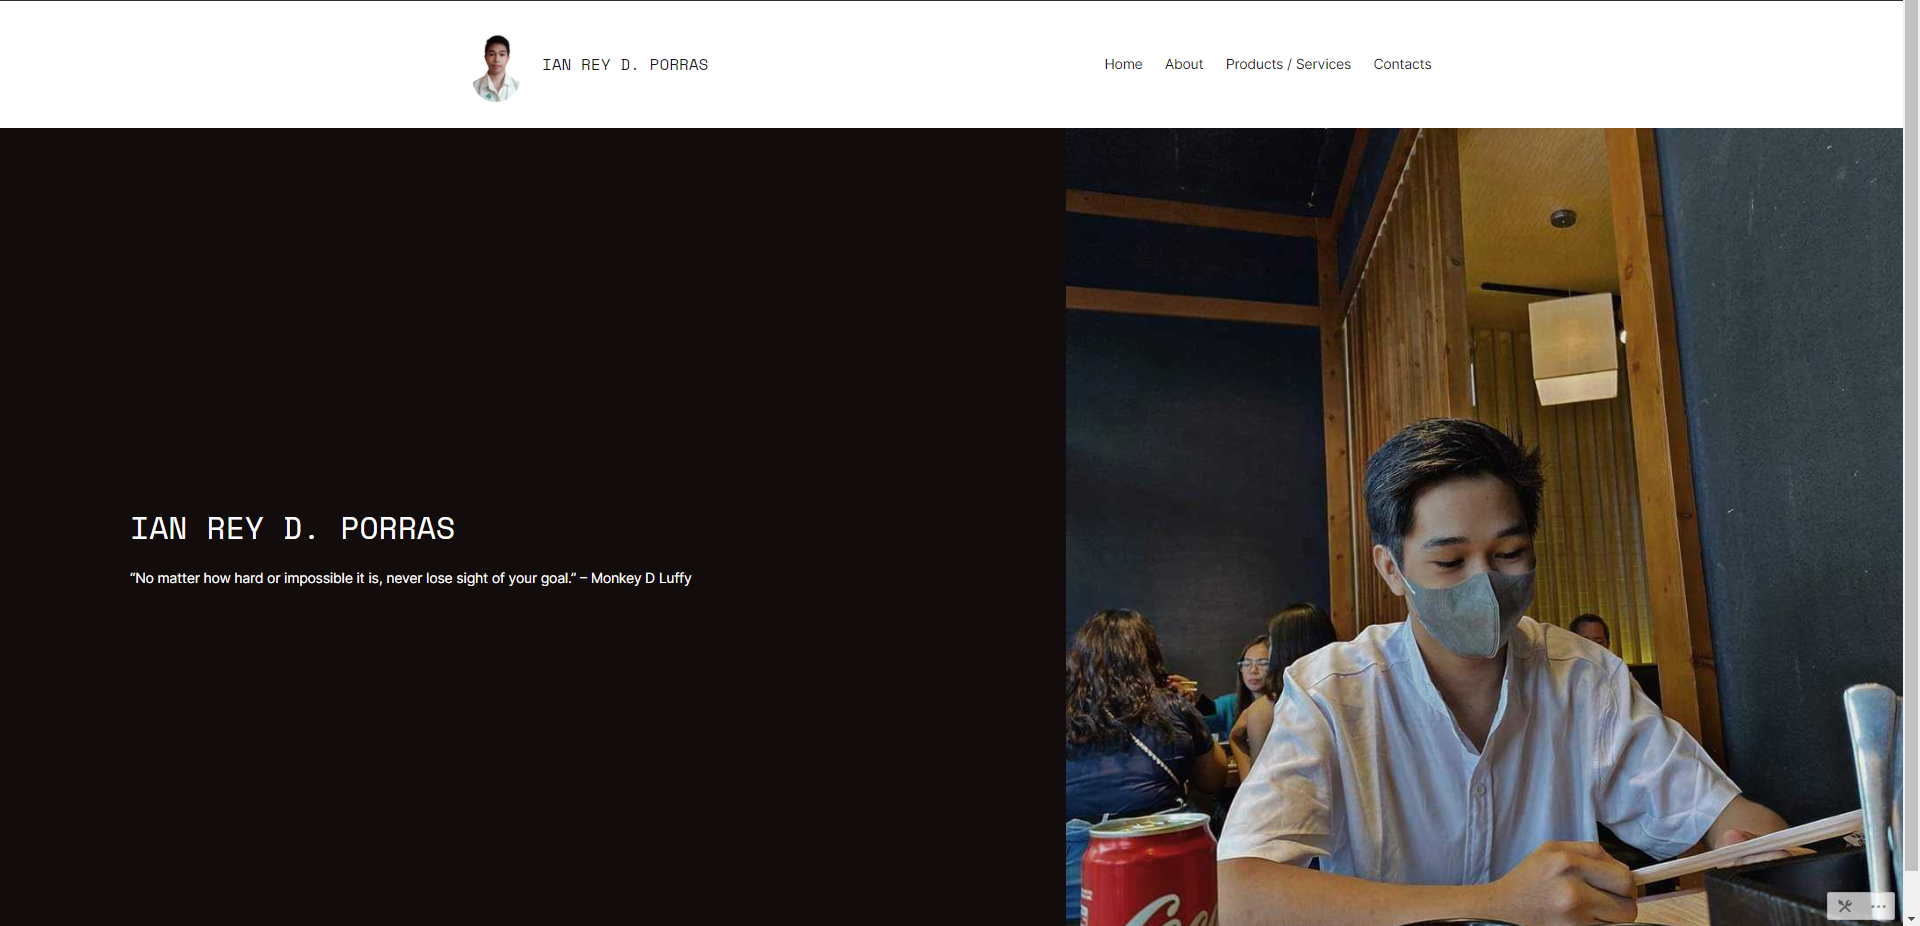 IAN REY D. PORRAS
Home About Products / Services Contacts
IAN REY D. PORRAS
“No matter how hard or impossible it is, never lose sight of your goal.” – Monkey D Luffy